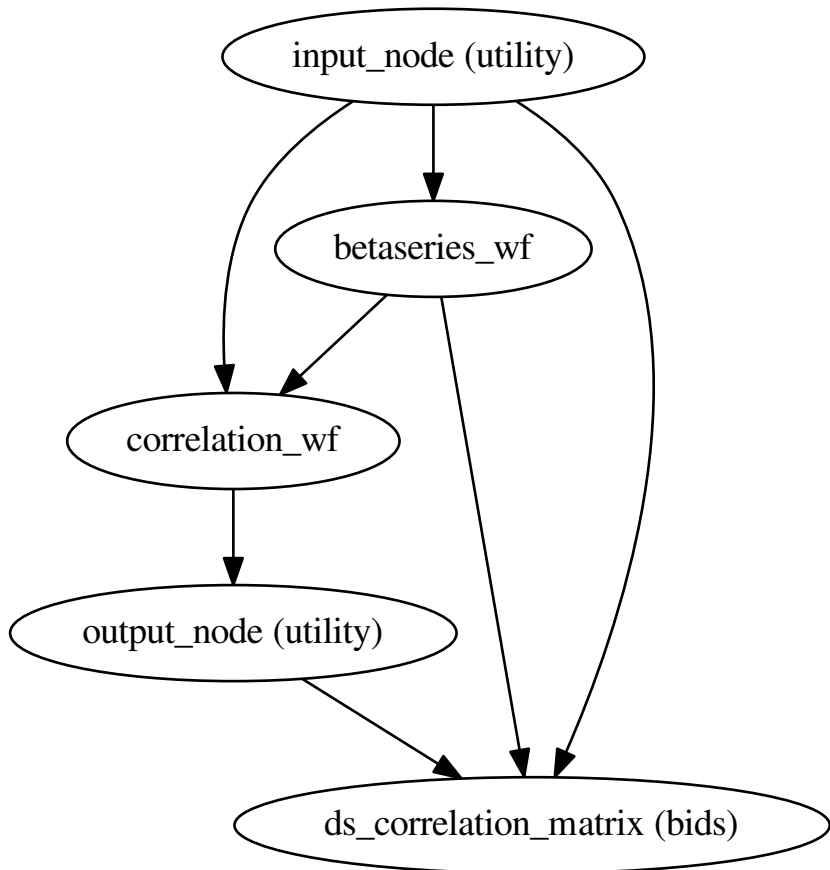 input_node (utility)
betaseries_wf
correlation_wf
output_node (utility)
ds_correlation_matrix (bids)